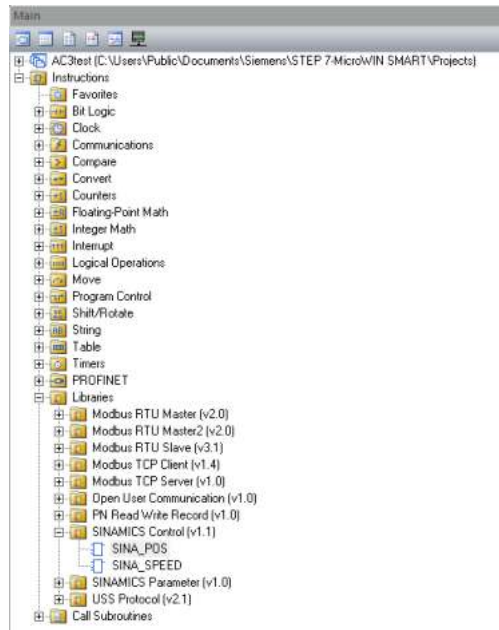 Main
AC3test (C:\Users\Public\Documents\Siemens\STEP 7-MicroWIN SMART\Projects)
Instructions
Favorites
Bit Logic
Clock
Communications
Compare
Convert
Counters
Floating-Point Math
Integer Math
Interrupt
Logical Operations
Move
Program Control
Shift/Rotate
String
Table
Timers
PROFINET
Libraries
Modbus RTU Master (v2.0)
Modbus RTU Master2 (v2.0)
Modbus RTU Slave (v3.1)
Modbus TCP Client (v1.4)
Modbus TCP Server (v1.0)
Open User Communication (v1.0)
PN Read Write Record (v1.0)
SINAMICS Control (v1.1)
SINA_POS
SINA_SPEED
SINAMICS Parameter (v1.0)
USS Protocol (v2.1)
Call Subroutines